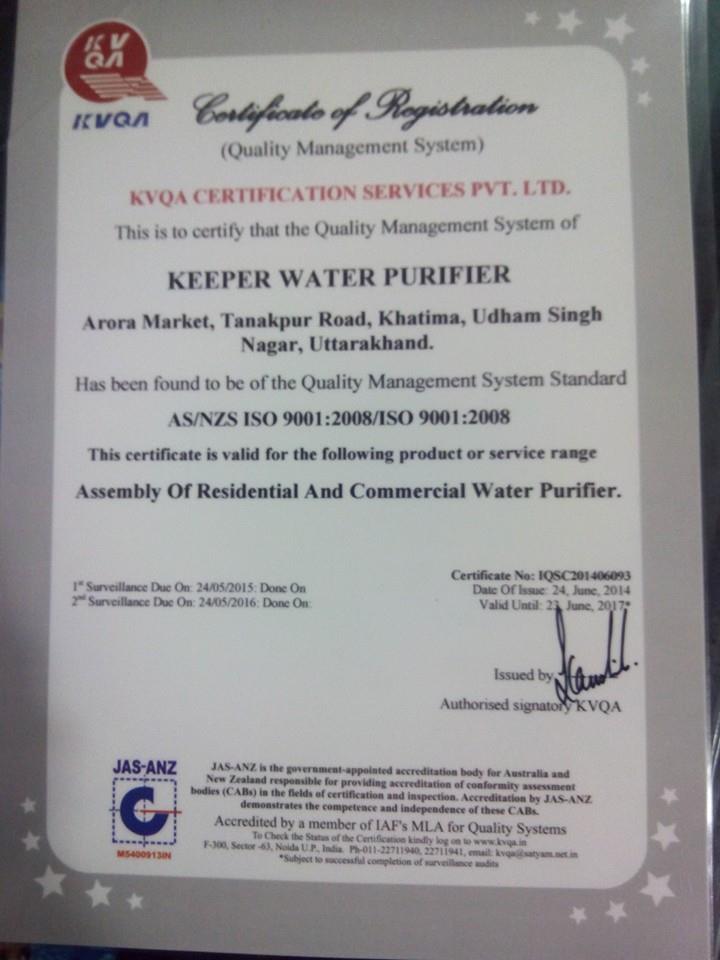 KV
QA
KVQA
Certificate of Registration
(Quality Management System)
KVQA CERTIFICATION SERVICES PVT. LTD.
This is to certify that the Quality Management System of
KEEPER WATER PURIFIER
Arora Market, Tanakpur Road, Khatima, Udham Singh
Nagar, Uttarakhand.
Has been found to be of the Quality Management System Standard
AS/NZS ISO 9001:2008/ISO 9001:2008
This certificate is valid for the following product or service range
Assembly Of Residential And Commercial Water Purifier.
1st Surveillance Due On: 24/05/2015: Done On
2nd Surveillance Due On: 24/05/2016: Done On:
Certificate No: IQSC201406093
Date Of Issue: 24, June, 2014
Valid Until: 23, June, 2017*
Issued by
Authorised signatory KVQA
JAS-ANZ
M5400913IN
JAS-ANZ is the government-appointed accreditation body for Australia and
New Zealand responsible for providing accreditation of conformity assessment
bodies (CABs) in the fields of certification and inspection. Accreditation by JAS-ANZ
demonstrates the competence and independence of these CABs.
Accredited by a member of IAF's MLA for Quality Systems
To Check the Status of the Certification kindly log on to www.kvqa.in
F-300, Sector -63, Noida U.P., India. Ph-011-22711940, 22711941, email: kvqa@satyam.net.in
*Subject to successful completion of surveillance audits